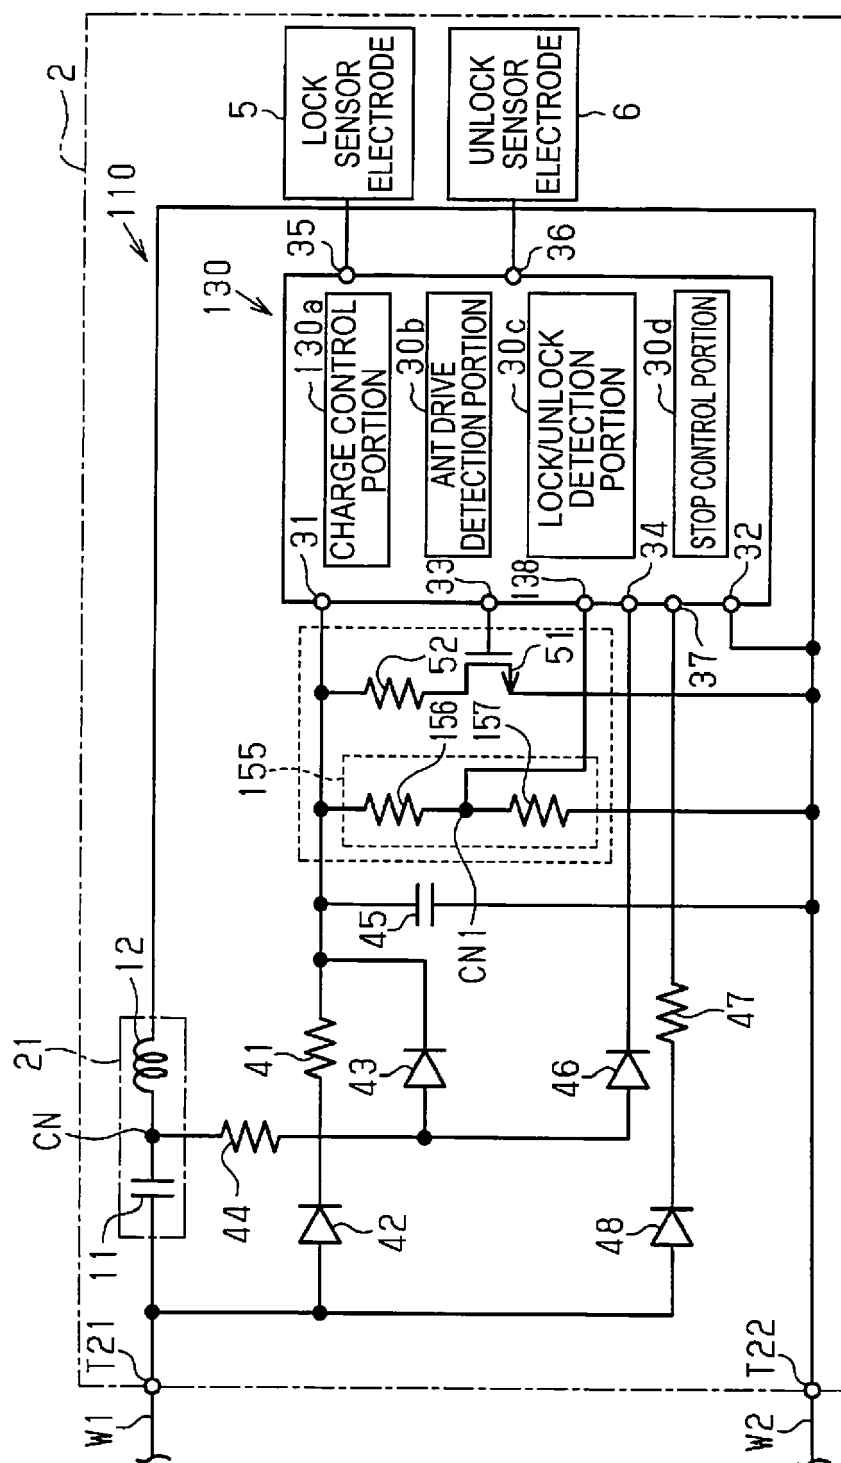 2
110
5
LOCK
SENSOR
ELECTRODE
UNLOCK
SENSOR
ELECTRODE
6
35
36
130
130a
CHARGE CONTROL
PORTION
30b
ANT DRIVE
DETECTION PORTION
30c
LOCK/UNLOCK
DETECTION
PORTION
30d
STOP CONTROL PORTION
31
33
138
34
37
32
52
51
155
156
157
CN1
45
21
12
CN
11
44
41
43
42
46
47
48
T21
W1
T22
W2